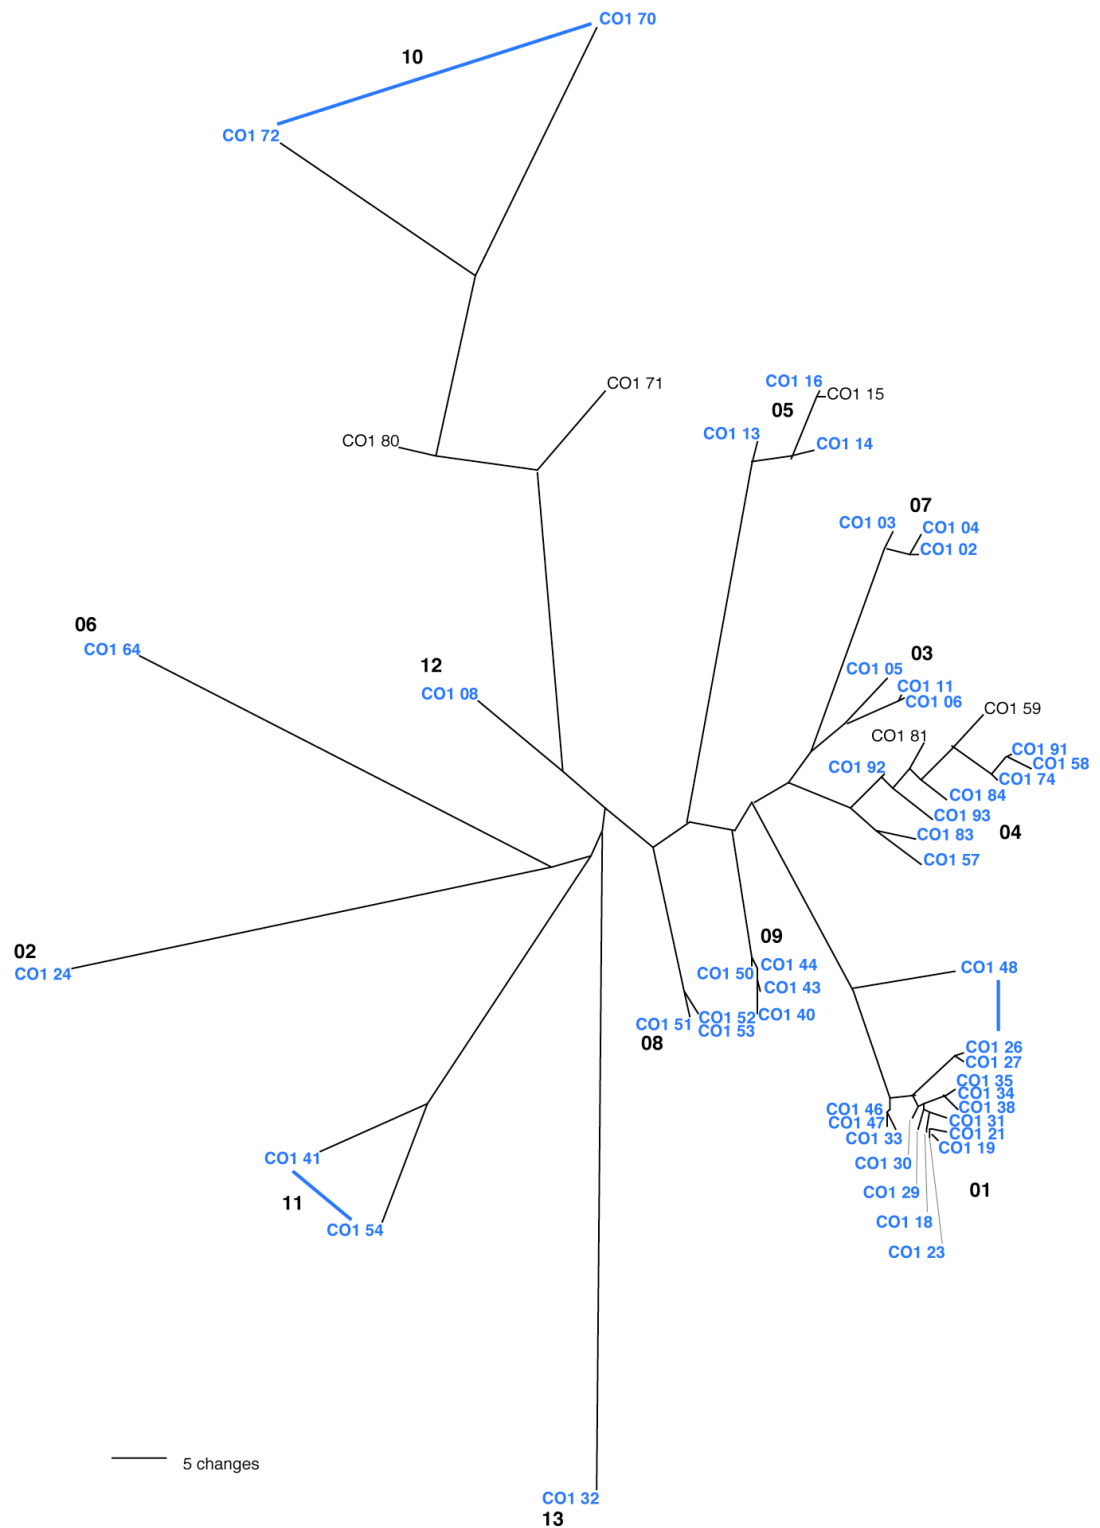 CO1 70
10
CO1 72
CO1 71
CO1 16
CO1 15
05
CO1 13
CO1 14
CO1 80
07
CO1 03
CO1 04
CO1 02
06
CO1 64
12
CO1 08
03
CO1 05
CO1 11
CO1 06
CO1 59
CO1 81
CO1 91
CO1 58
CO1 92
CO1 74
CO1 84
CO1 93
04
CO1 83
CO1 57
02
CO1 24
09
CO1 44
CO1 50
CO1 43
CO1 40
CO1 48
CO1 51
CO1 52
CO1 53
08
CO1 26
CO1 27
CO1 35
CO1 34
CO1 38
CO1 46
CO1 47
CO1 31
CO1 33
CO1 21
CO1 19
CO1 30
CO1 29
01
CO1 18
CO1 23
CO1 41
11
CO1 54
5 changes
CO1 32
13